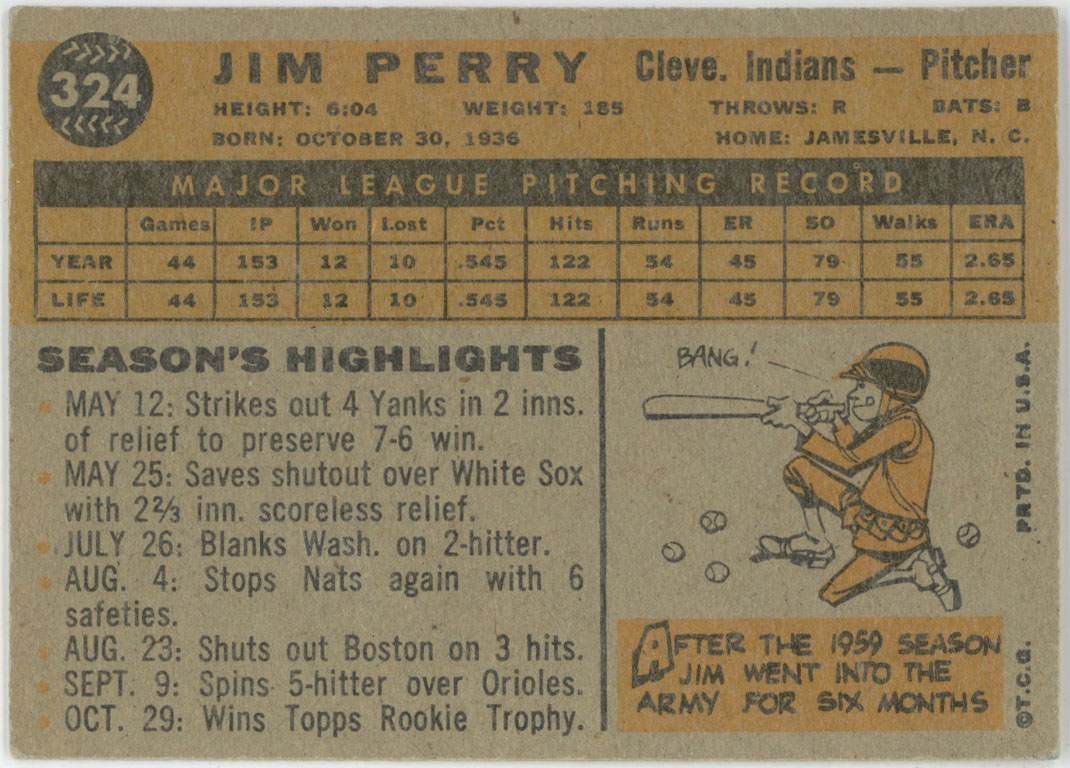 324
JIM PERRY Cleve. Indians — Pitcher
HEIGHT: 6:04 WEIGHT: 185 THROWS: R BATS: B
BORN: OCTOBER 30, 1936 HOME: JAMESVILLE, N. C.
MAJOR LEAGUE PITCHING RECORD
Games IP Won Lost Pct Hits Runs ER SO Walks ERA
YEAR 44 153 12 10 .545 122 54 45 79 55 2.65
LIFE 44 153 12 10 .545 122 54 45 79 55 2.65
SEASON'S HIGHLIGHTS
MAY 12: Strikes out 4 Yanks in 2 inns.
of relief to preserve 7-6 win.
MAY 25: Saves shutout over White Sox
with 2⅔ inn. scoreless relief.
JULY 26: Blanks Wash. on 2-hitter.
AUG. 4: Stops Nats again with 6
safeties.
AUG. 23: Shuts out Boston on 3 hits.
SEPT. 9: Spins 5-hitter over Orioles.
OCT. 29: Wins Topps Rookie Trophy.
BANG!
AFTER THE 1959 SEASON
JIM WENT INTO THE
ARMY FOR SIX MONTHS
©T.C.G. PRTD. IN U.S.A.